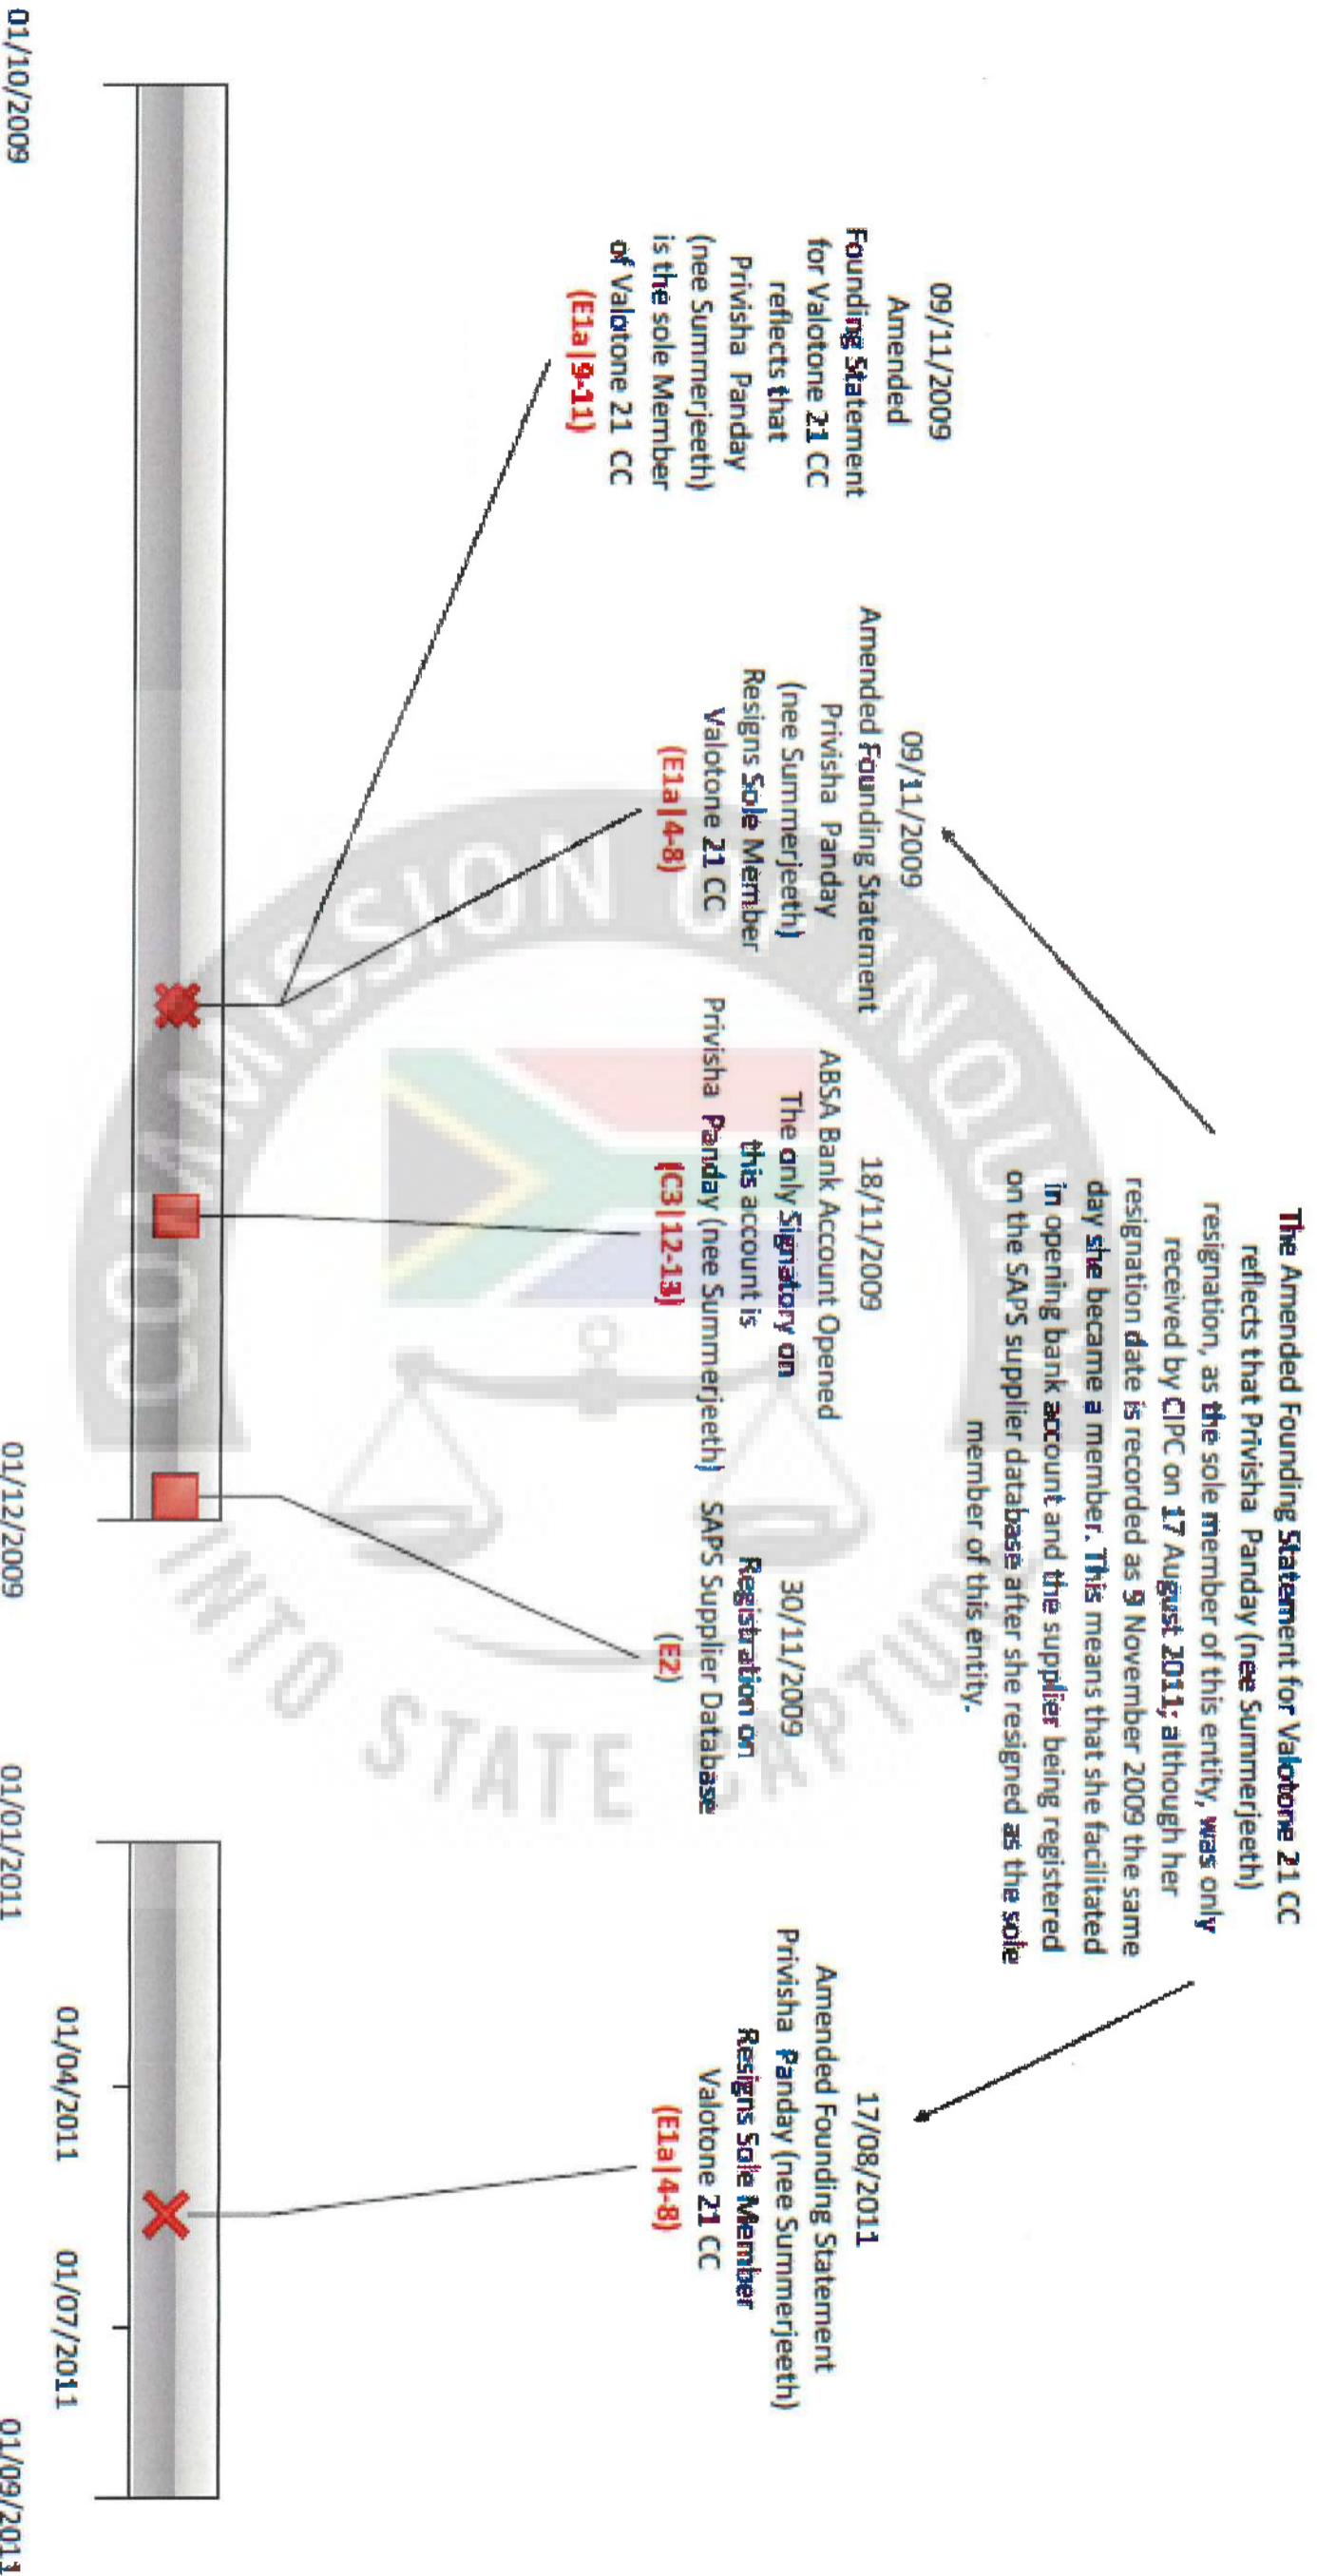 The Amended Founding Statement for Valotone 21 CC
reflects that Privisha Panday (nee Summerjeeth)
resignation, as the sole member of this entity, was only
received by CIPC on 17 August 2011, although her
resignation date is recorded as 9 November 2009 the same
day she became a member. This means that she facilitated
in opening bank account and the supplier being registered
on the SAPS supplier database after she resigned as the sole
member of this entity.
09/11/2009
Amended
Founding Statement
for Valotone 21 CC
reflects that
Privisha Panday
(nee Summerjeeth)
is the sole Member
of Valotone 21 CC
(E1a|9-11)
09/11/2009
Amended Founding Statement
Privisha Panday
(nee Summerjeeth)
Resigns Sole Member
Valotone 21 CC
(E1a|4-8)
18/11/2009
ABSA Bank Account Opened
The only Signatory on
this account is
Privisha Panday (nee Summerjeeth)
(C3|12-13)
30/11/2009
Registration on
SAPS Supplier Database
(E2)
17/08/2011
Amended Founding Statement
Privisha Panday (nee Summerjeeth)
Resigns Sole Member
Valotone 21 CC
(E1a|4-8)
01/04/2011
01/07/2011
01/10/2009
01/12/2009
01/01/2011
01/09/2011
COMMISSION OF INQUIRY
INTO STATE CAPTURE